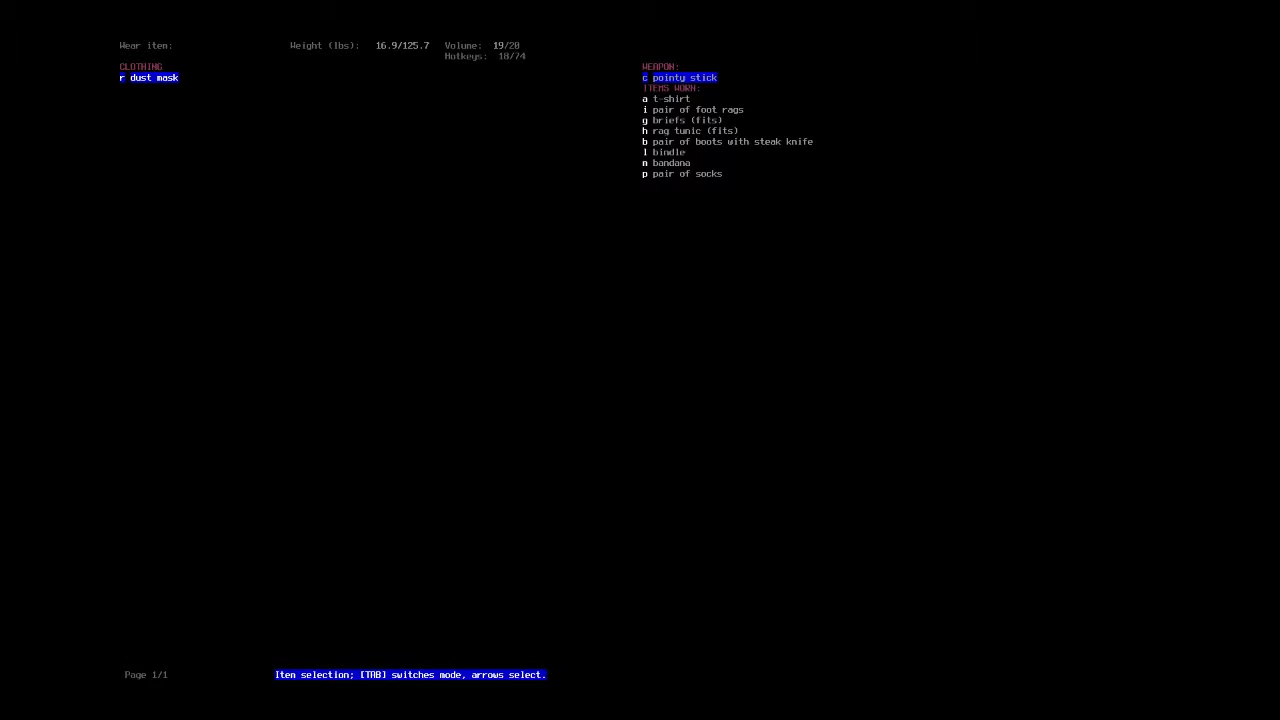 Wear item: Weight (lbs): 16.9/125.7 Volume: 19/20
Hotkeys: 18/74
CLOTHING
r dust mask
WEAPON:
c pointy stick
ITEMS WORN:
a t-shirt
i pair of foot rags
g briefs (fits)
h rag tunic (fits)
b pair of boots with steak knife
l bindle
n bandana
p pair of socks
Page 1/1 Item selection; [TAB] switches mode, arrows select.